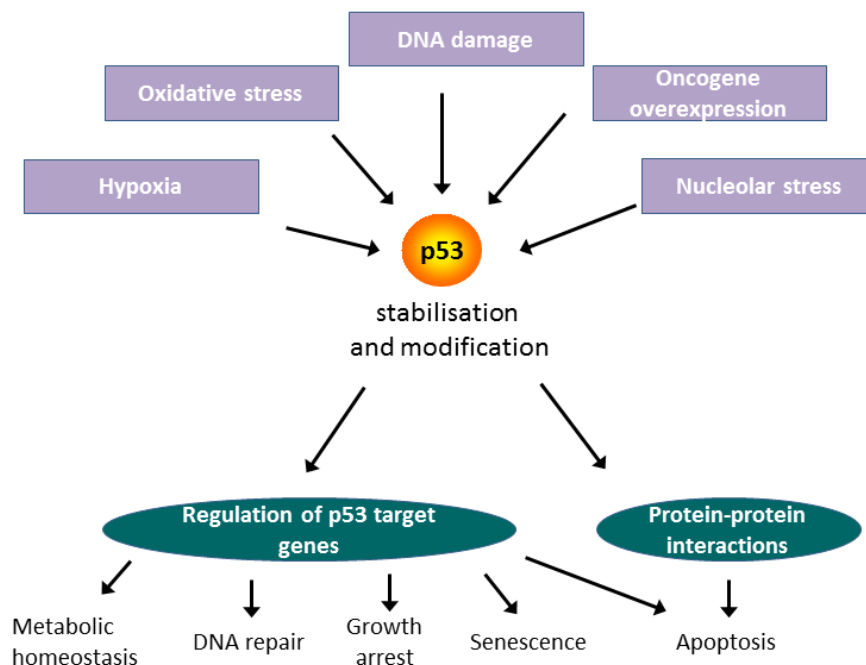 DNA damage
Oxidative stress
Oncogene
overexpression
Hypoxia
Nucleolar stress
p53
stabilisation
and modification
Regulation of p53 target
genes
Protein-protein
interactions
Metabolic
homeostasis
DNA repair
Growth
arrest
Senescence
Apoptosis